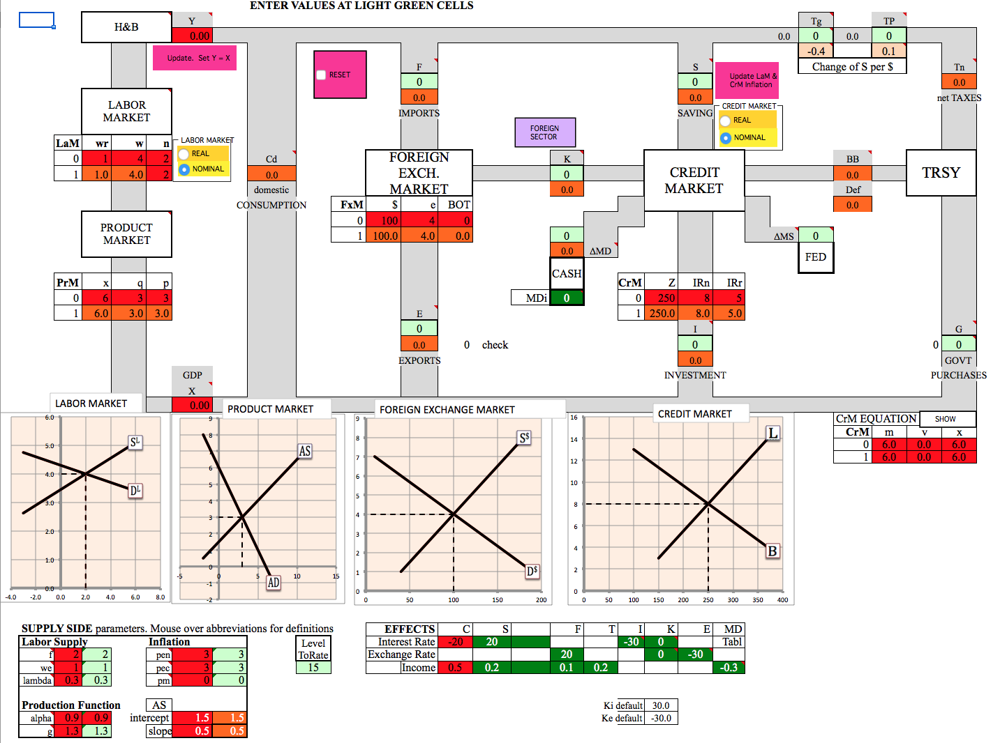 ENTER VALUES AT LIGHT GREEN CELLS
H&B
Y
0.00
Update. Set Y = X
RESET
F
0
0.0
IMPORTS
S
0
0.0
SAVING
Update LaM &
CrM Inflation
0.0
Tg
0
-0.4
0.0
TP
0
0.1
Change of S per $
Tn
0.0
net TAXES
LABOR
MARKET
LaM wr w n
0 1 4 2
1 1.0 4.0 2
LABOR MARKET
REAL
NOMINAL
Cd
0.0
domestic
CONSUMPTION
FOREIGN
SECTOR
CREDIT MARKET
REAL
NOMINAL
FOREIGN
EXCH.
MARKET
FxM $ e BOT
0 100 4 0
1 100.0 4.0 0.0
K
0
0.0
CREDIT
MARKET
BB
0.0
Def
0.0
TRSY
PRODUCT
MARKET
0
0.0
ΔMD
CASH
MDi 0
ΔMS 0
FED
PrM x q p
0 6 3 3
1 6.0 3.0 3.0
CrM Z IRn IRr
0 250 8 5
1 250.0 8.0 5.0
E
0
0.0
EXPORTS
0 check
I
0
0.0
INVESTMENT
G
0 0
GOVT
PURCHASES
GDP
X
0.00
LABOR MARKET
6.0
5.0
4.0
3.0
2.0
1.0
0.0
-4.0 -2.0 0.0 2.0 4.0 6.0 8.0
SL
DL
PRODUCT MARKET
9
8
6
5
4
3
2
0
-1
-2
-5 0 5 10 15
AS
AD
FOREIGN EXCHANGE MARKET
9
8
7
6
5
4
3
2
1
0
0 50 100 150 200
S$
D$
CREDIT MARKET
16
14
12
10
8
6
4
2
0
0 50 100 150 200 250 300 350 400
L
B
CrM EQUATION SHOW
CrM m v x
0 6.0 0.0 6.0
1 6.0 0.0 6.0
SUPPLY SIDE parameters. Mouse over abbreviations for definitions
Labor Supply Inflation
f 2 2 pen 3 3
we 1 1 pec 3 3
lambda 0.3 0.3 pm 0 0
Production Function AS
alpha 0.9 0.9 intercept 1.5 1.5
g 1.3 1.3 slope 0.5 0.5
Level
ToRate
15
EFFECTS C S F T I K E MD
Interest Rate -20 20 -30 0 Tabl
Exchange Rate 20 0 -30
Income 0.5 0.2 0.1 0.2 -0.3
Ki default 30.0
Ke default -30.0